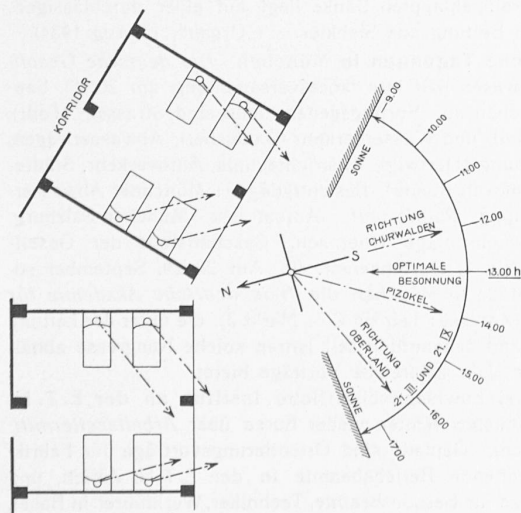 KORRIDOR
9.00
SONNE
10.00
11.00
12.00
RICHTUNG
CHURWALDEN
S
N
OPTIMALE
BESONNUNG
13.00 h
PIZOKEL
14.00
RICHTUNG
OBERLAND
21. III. UND 21. IX.
15.00
16.00
SONNE
17.00